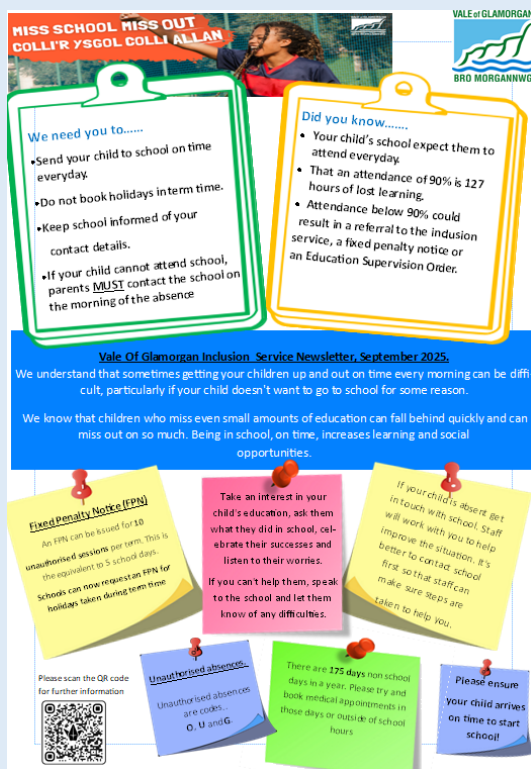 MISS SCHOOL MISS OUT
COLLI'R YSGOL COLLI ALLAN
VALE of GLAMORGAN
BRO MORGANNWG
We need you to......
•Send your child to school on time
everyday.
•Do not book holidays in term time.
•Keep school informed of your
contact details.
•If your child cannot attend school,
parents MUST contact the school on
the morning of the absence
Did you know.......
• Your child's school expect them to
attend everyday.
• That an attendance of 90% is 127
hours of lost learning.
• Attendance below 90% could
result in a referral to the inclusion
service, a fixed penalty notice or
an Education Supervision Order.
Vale Of Glamorgan Inclusion Service Newsletter, September 2025.
We understand that sometimes getting your children up and out on time every morning can be diffi-
cult, particularly if your child doesn't want to go to school for some reason.
We know that children who miss even small amounts of education can fall behind quickly and can
miss out on so much. Being in school, on time, increases learning and social
opportunities.
Fixed Penalty Notice (FPN)
An FPN can be issued for 10
unauthorised sessions per term. This is
the equivalent to 5 school days.
Schools can now request an FPN for
holidays taken during term time
Take an interest in your
child's education, ask them
what they did in school, cel-
ebrate their successes and
listen to their worries.
If you can't help them, speak
to the school and let them
know of any difficulties.
If your child is absent get
in touch with school. Staff
will work with you to help
improve the situation. It's
better to contact school
first so that staff can
make sure steps are
taken to help you.
Please scan the QR code
for further information
Unauthorised absences.
Unauthorised absences
are codes...
O, U and G.
There are 175 days non school
days in a year. Please try and
book medical appointments in
those days or outside of school
hours
Please ensure
your child arrives
on time to start
school!